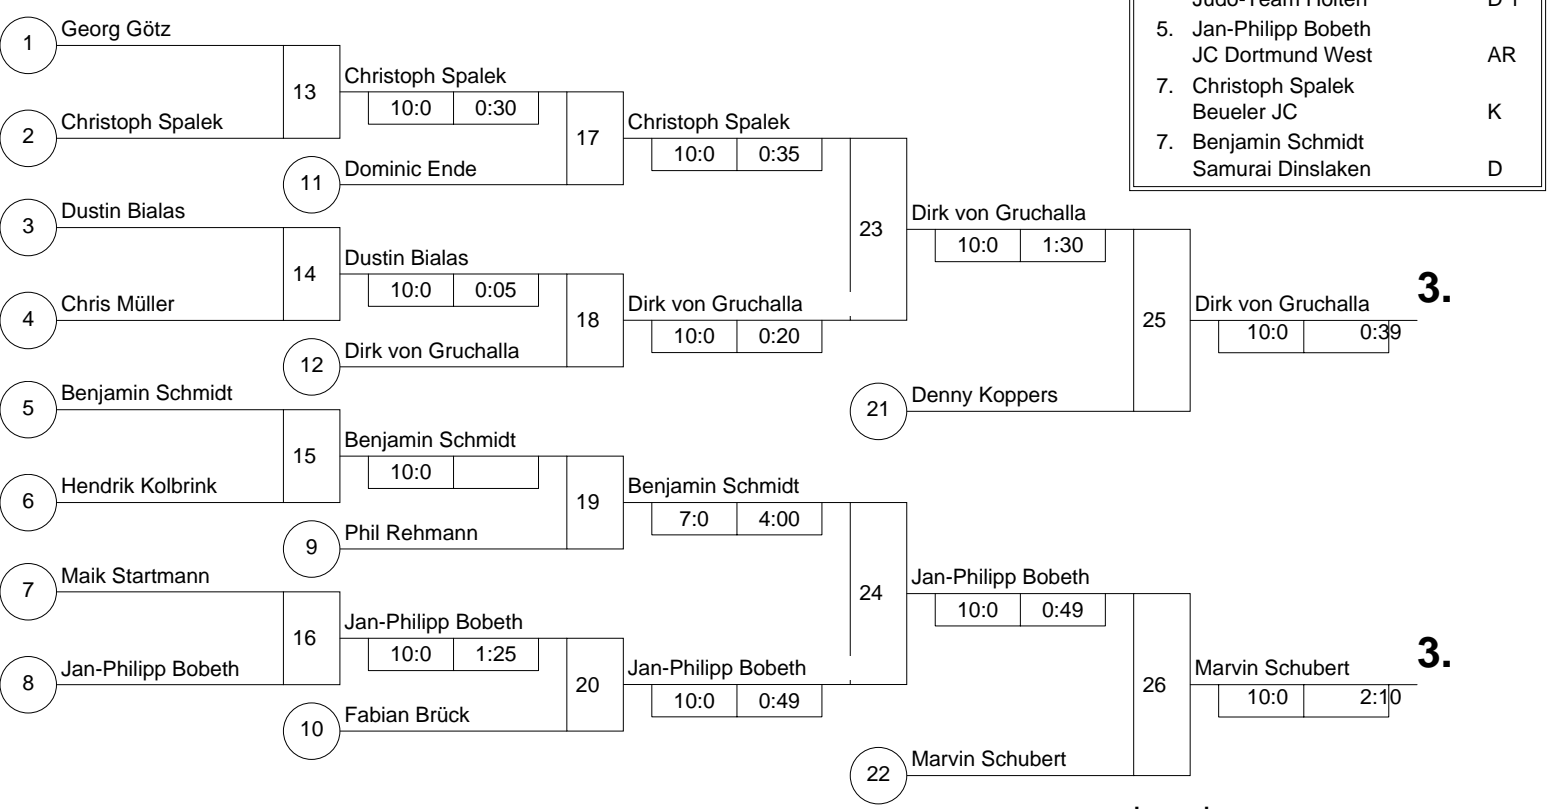 Judo-Team Holten D 1
5. Jan-Philipp Bobeth
JC Dortmund West AR
7. Christoph Spalek
Beueler JC K
7. Benjamin Schmidt
Samurai Dinslaken D
1 Georg Götz
13
Christoph Spalek
10:0 0:30
2 Christoph Spalek
17
Christoph Spalek
10:0 0:35
11 Dominic Ende
3 Dustin Bialas
14
Dustin Bialas
10:0 0:05
4 Chris Müller
18
Dirk von Gruchalla
10:0 0:20
12 Dirk von Gruchalla
23
Dirk von Gruchalla
10:0 1:30
25
Dirk von Gruchalla
10:0 0:39
3.
21 Denny Koppers
5 Benjamin Schmidt
15
Benjamin Schmidt
10:0
6 Hendrik Kolbrink
19
Benjamin Schmidt
7:0 4:00
9 Phil Rehmann
7 Maik Startmann
16
Jan-Philipp Bobeth
10:0 1:25
8 Jan-Philipp Bobeth
20
Jan-Philipp Bobeth
10:0 0:49
10 Fabian Brück
24
Jan-Philipp Bobeth
10:0 0:49
26
Marvin Schubert
10:0 2:10
3.
22 Marvin Schubert